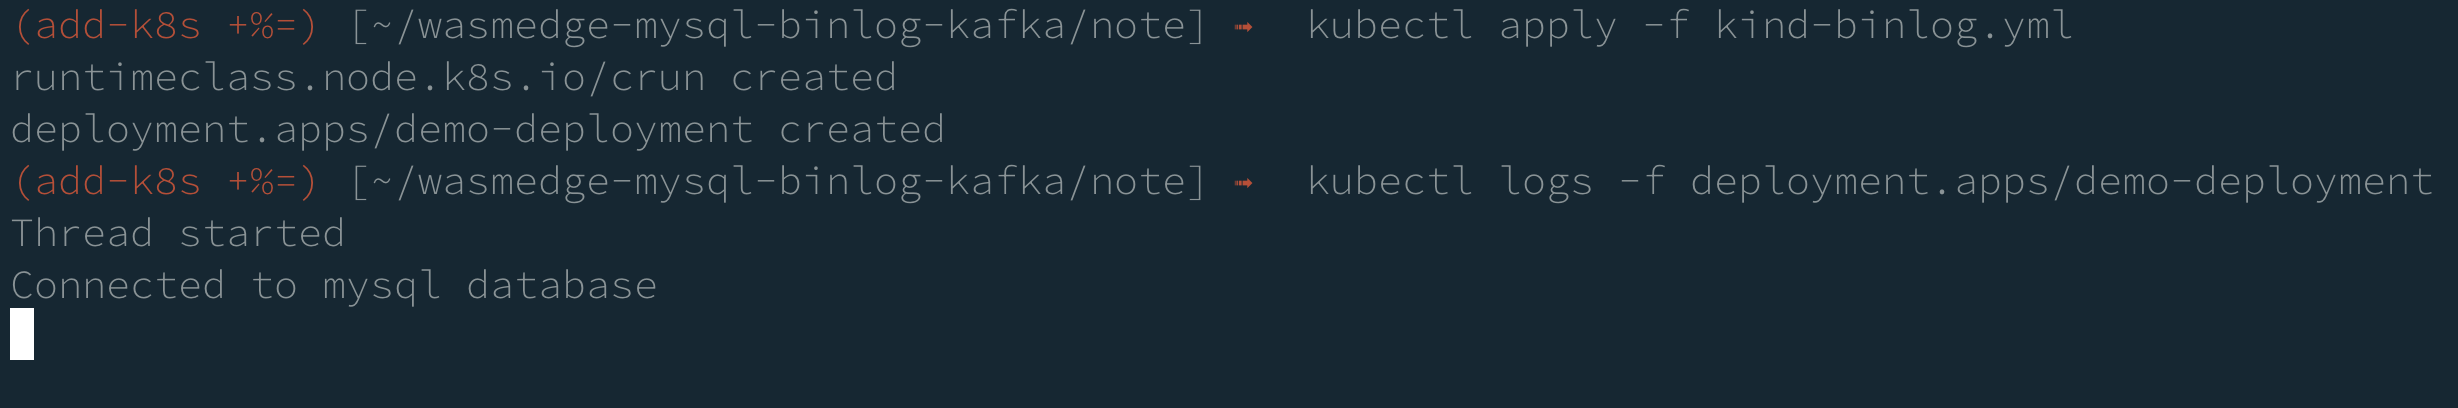 (add-k8s +%=) [~/wasmedge-mysql-binlog-kafka/note] ➟  kubectl apply -f kind-binlog.yml
runtimeclass.node.k8s.io/crun created
deployment.apps/demo-deployment created
(add-k8s +%=) [~/wasmedge-mysql-binlog-kafka/note] ➟  kubectl logs -f deployment.apps/demo-deployment
Thread started
Connected to mysql database